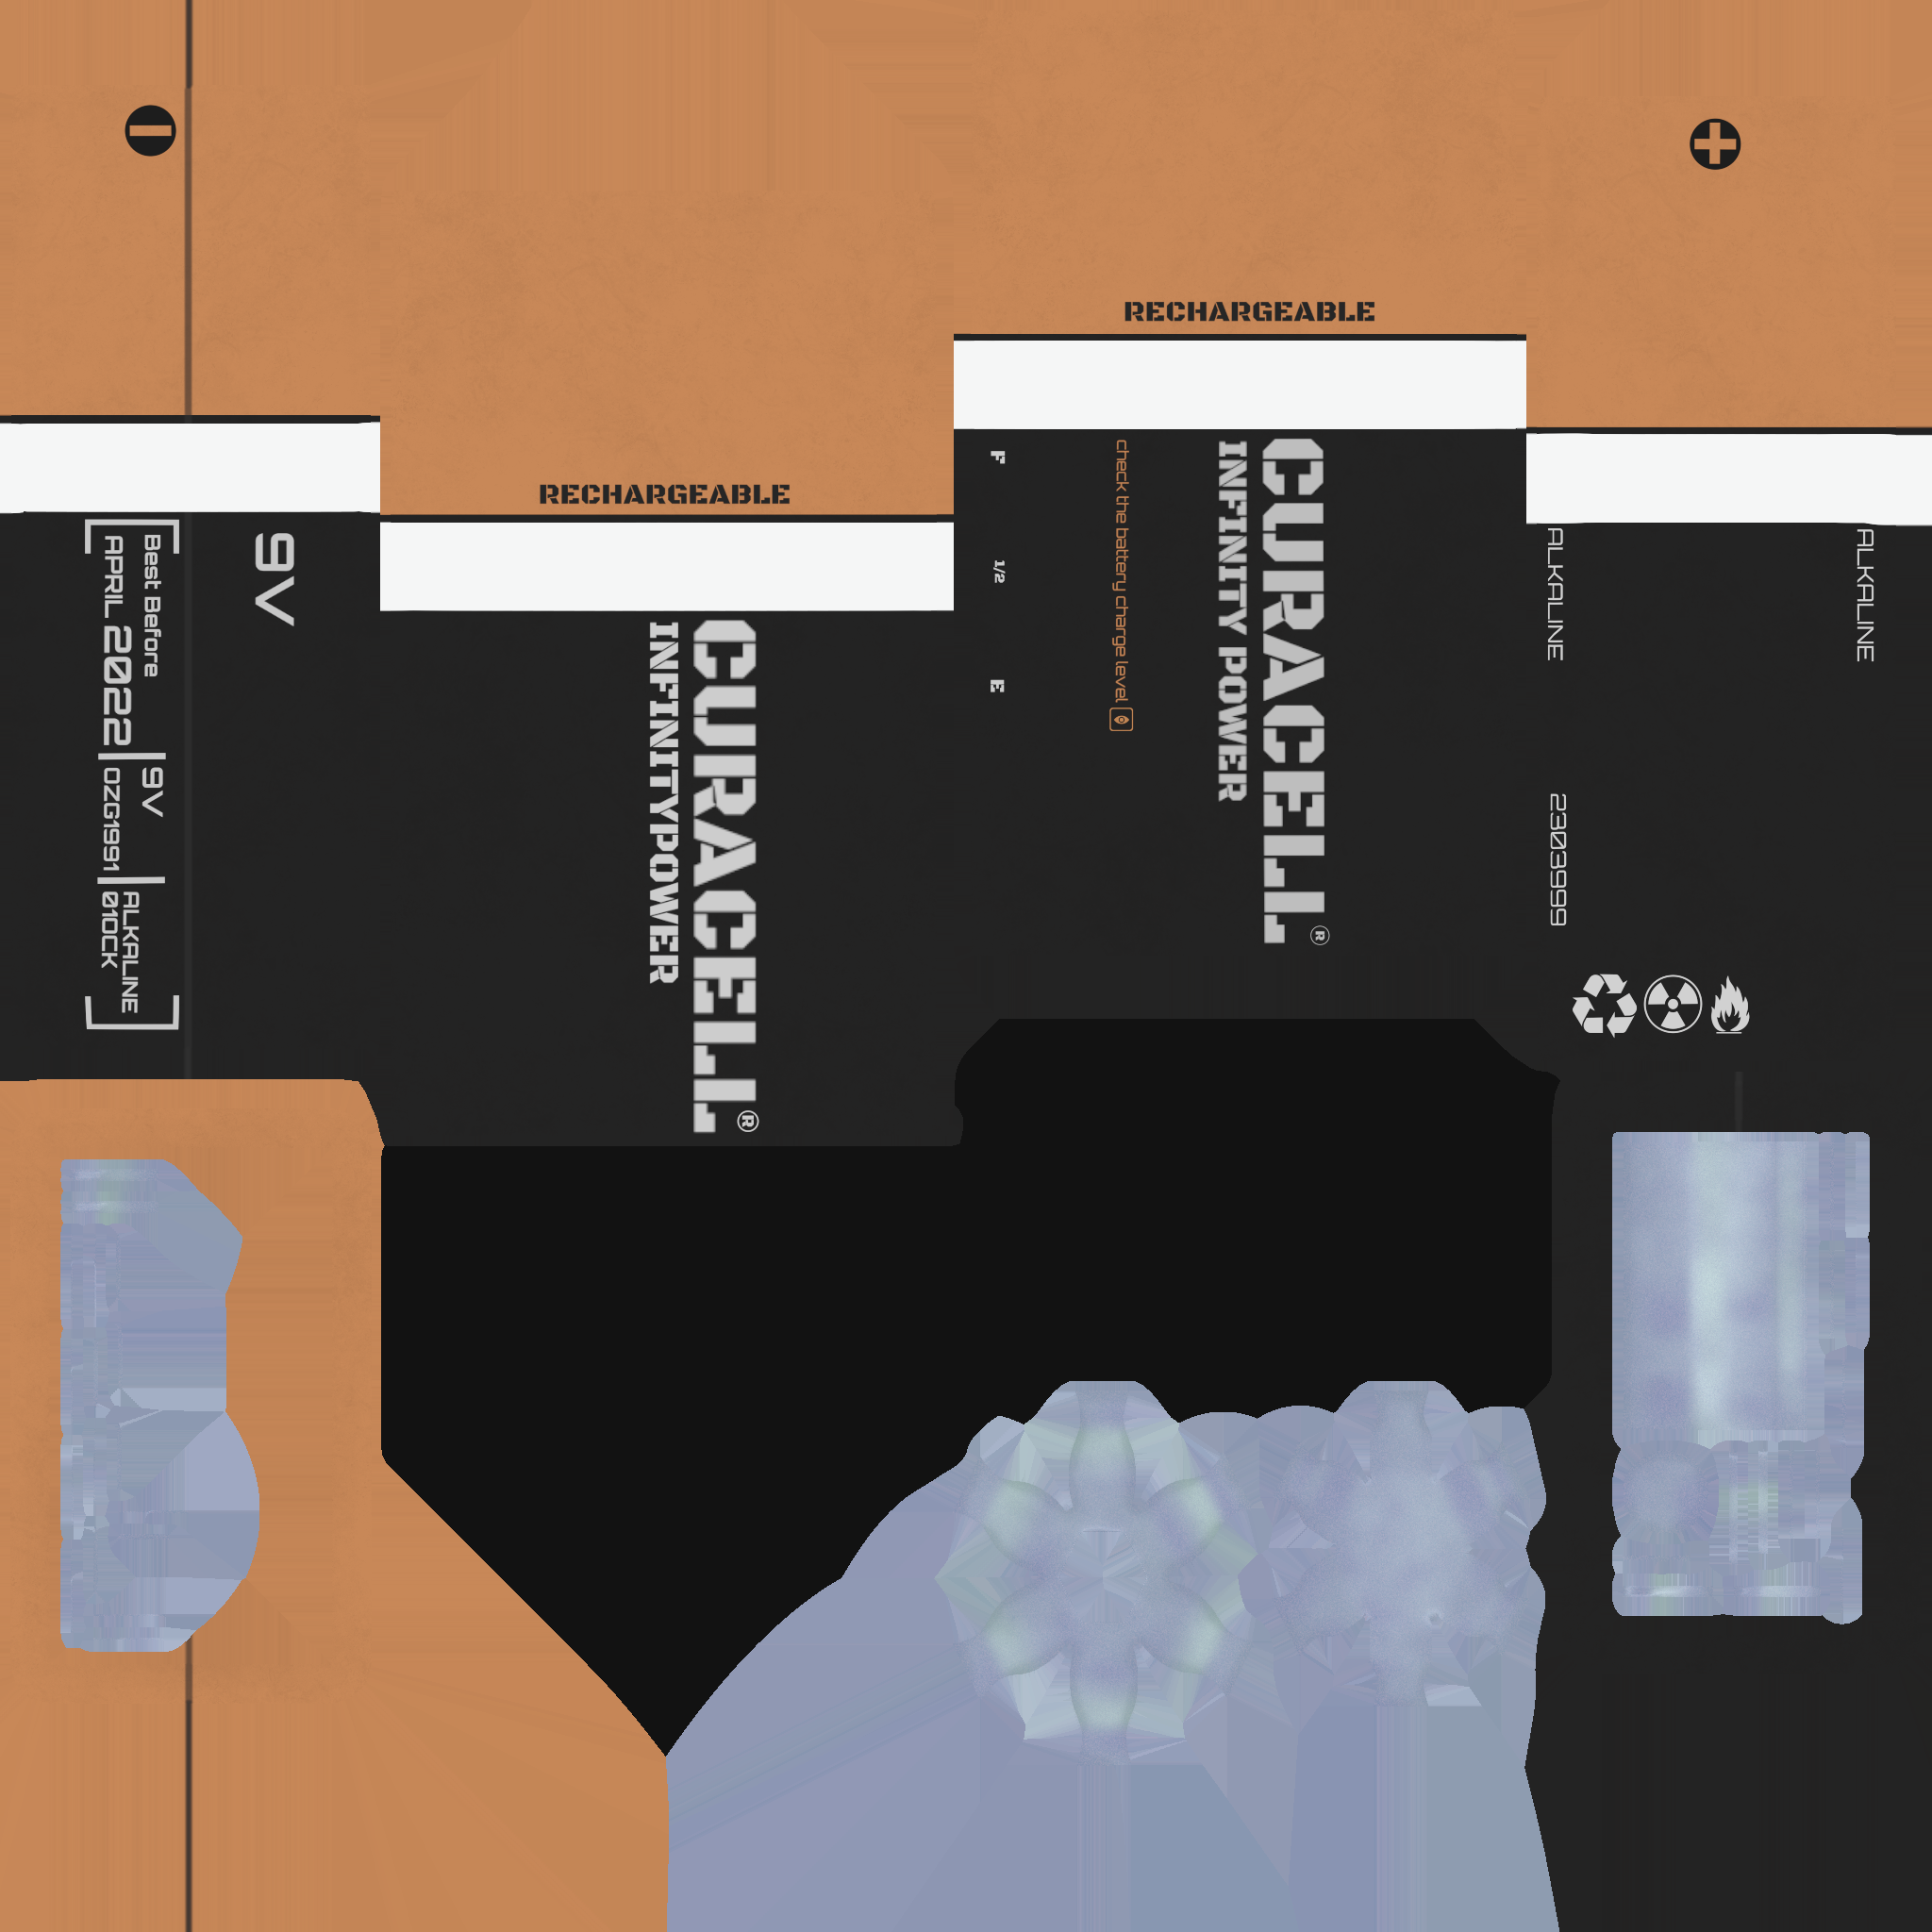 RECHARGEABLE
RECHARGEABLE
Best Before
APRIL 2022
9V
OZG1991
ALKALINE
010CK
9V
CURACELL®
INFINITYPOWER
CURACELL®
INFINITY POWER
check the battery charge level
F
1/2
E
ALKALINE
2303999
ALKALINE